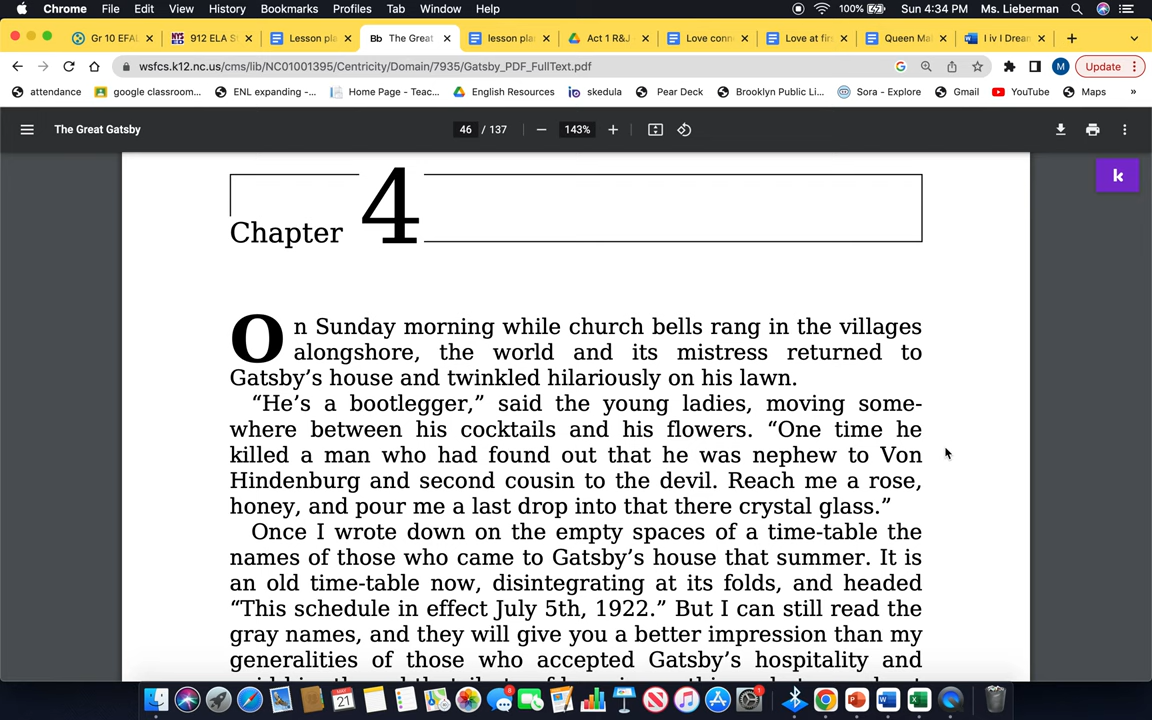 Chrome File Edit View History Bookmarks Profiles Tab Window Help 100% Sun 4:34 PM Ms. Lieberman
Gr 10 EFAL 912 ELA S Lesson pla Bb The Great lesson pla Act 1 R&J Love conn Love at firs Queen Ma I iv I Drean
wsfcs.k12.nc.us/cms/lib/NC01001395/Centricity/Domain/7935/Gatsby_PDF_FullText.pdf M Update
attendance google classroom... ENL expanding -... Home Page - Teac... English Resources skedula Pear Deck Brooklyn Public Li... Sora - Explore Gmail YouTube Maps »
The Great Gatsby 46 / 137 — 143% +
k
Chapter 4
On Sunday morning while church bells rang in the villages
alongshore, the world and its mistress returned to
Gatsby’s house and twinkled hilariously on his lawn.
“He’s a bootlegger,” said the young ladies, moving some-
where between his cocktails and his flowers. “One time he
killed a man who had found out that he was nephew to Von
Hindenburg and second cousin to the devil. Reach me a rose,
honey, and pour me a last drop into that there crystal glass.”
Once I wrote down on the empty spaces of a time-table the
names of those who came to Gatsby’s house that summer. It is
an old time-table now, disintegrating at its folds, and headed
“This schedule in effect July 5th, 1922.” But I can still read the
gray names, and they will give you a better impression than my
generalities of those who accepted Gatsby’s hospitality and